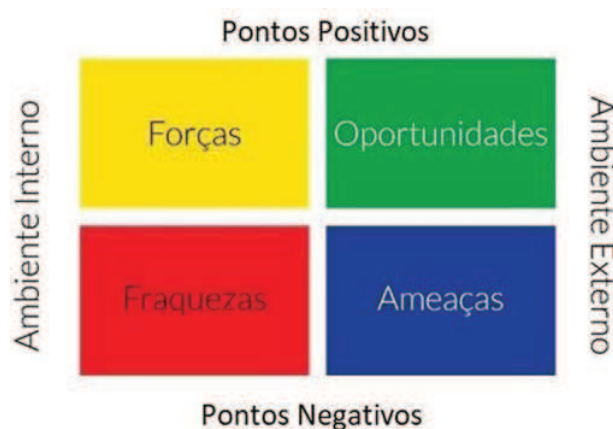 Pontos Positivos
Ambiente Interno
Forças
Oportunidades
Ambiente Externo
Fraquezas
Ameaças
Pontos Negativos